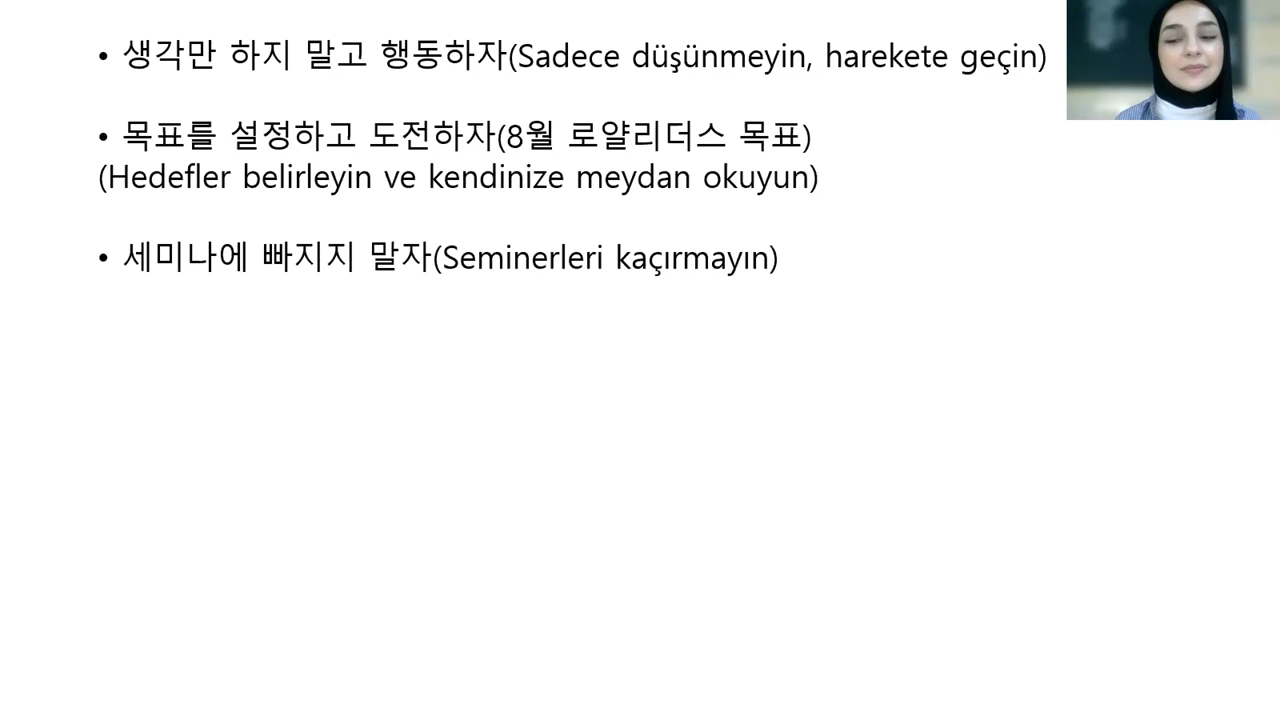 • 생각만 하지 말고 행동하자(Sadece düşünmeyin, harekete geçin)
• 목표를 설정하고 도전하자(8월 로얄리더스 목표)
(Hedefler belirleyin ve kendinize meydan okuyun)
• 세미나에 빠지지 말자(Seminerleri kaçırmayın)